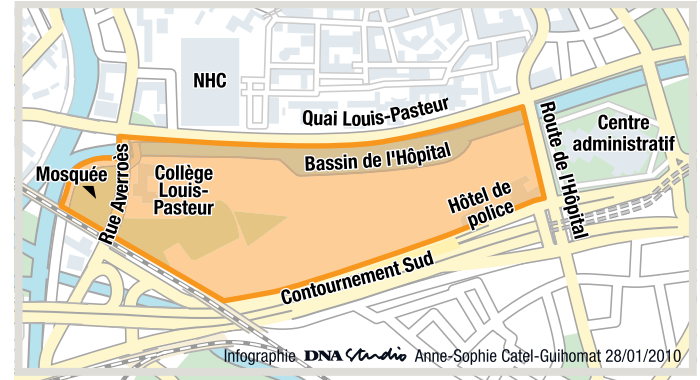 NHC
Quai Louis-Pasteur
Route de l'Hôpital
Centre
administratif
Bassin de l'Hôpital
Mosquée
Rue Averroès
Collège
Louis-
Pasteur
Hôtel de
police
Contournement Sud
Infographie DNA Studio Anne-Sophie Catel-Guihomat 28/01/2010